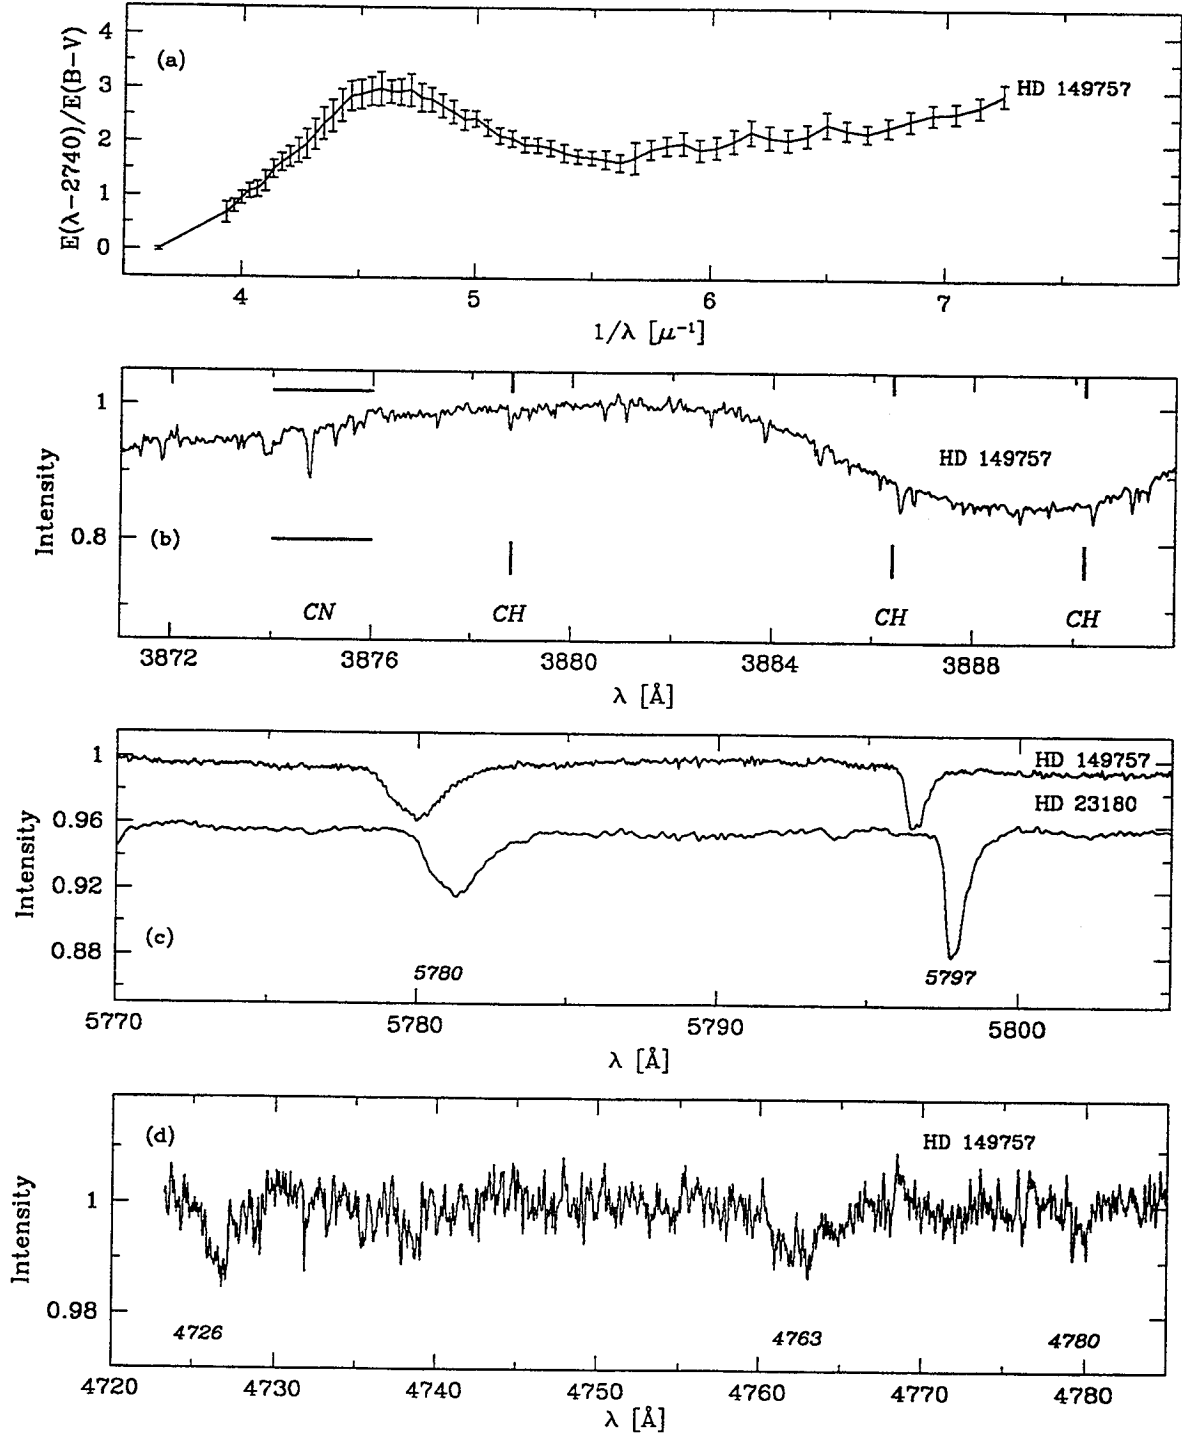 4
3
2
1
0
E(λ−2740)/E(B−V)
(a)
HD 149757
4 5 6 7
1/λ [μ⁻¹]
1
0.8
Intensity
HD 149757
(b)
CN CH CH CH
3872 3876 3880 3884 3888
λ [Å]
1
0.96
0.92
0.88
Intensity
HD 149757
HD 23180
(c)
5780 5797
5770 5780 5790 5800
λ [Å]
(d)
HD 149757
1
0.98
Intensity
4726 4763 4780
4720 4730 4740 4750 4760 4770 4780
λ [Å]